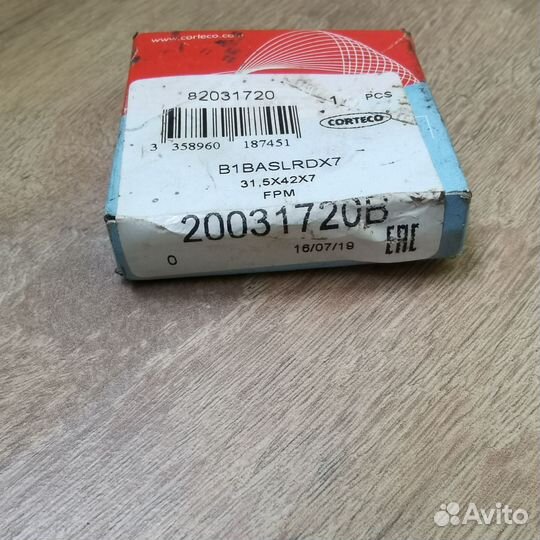 www.corteco.com
82031720
1 PCS
CORTECO
3 358960 187451
B1BASLRDX7
31,5X42X7
FPM
20031720B
0 16/07/19 EAC
Avito